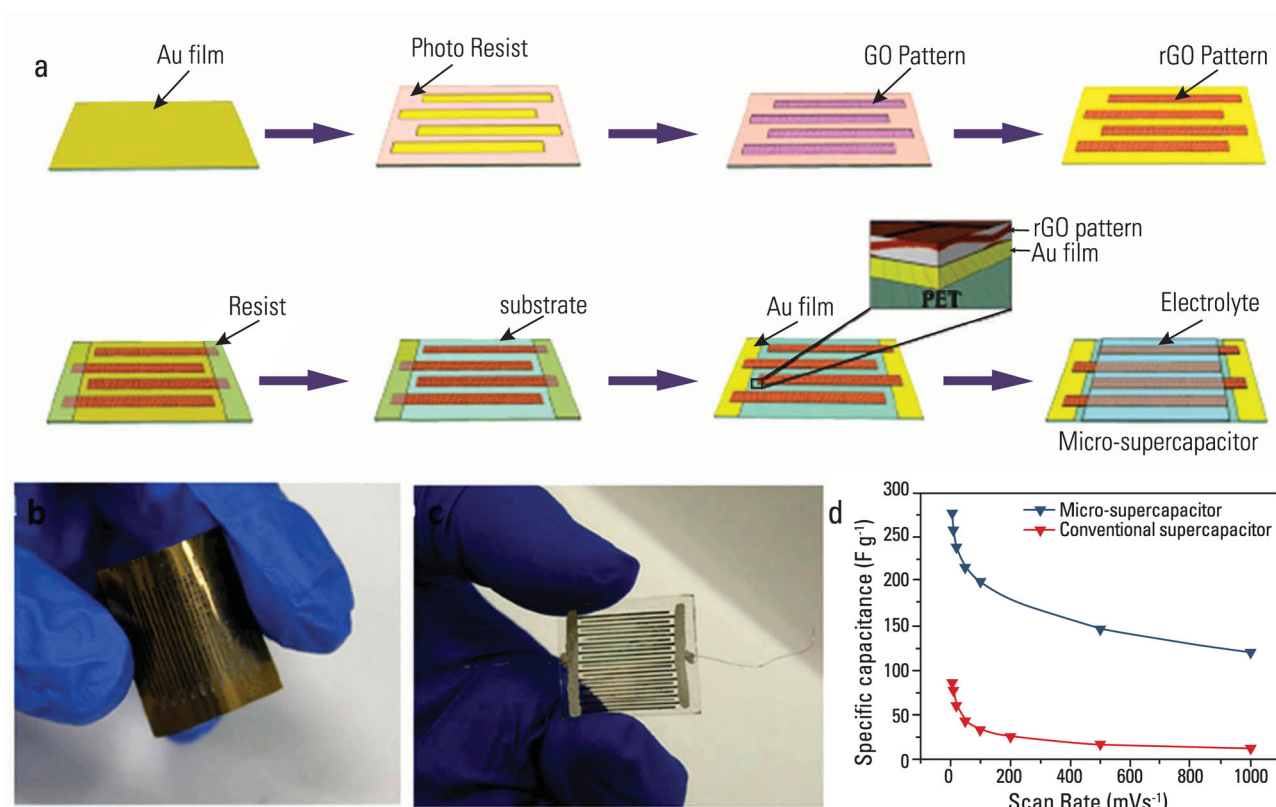 a
Au film
Photo Resist
GO Pattern
rGO Pattern
rGO pattern
Au film
PET
Resist
substrate
Au film
Electrolyte
Micro-supercapacitor
b
c
d
Micro-supercapacitor
Conventional supercapacitor
Specific capacitance (F g⁻¹)
300
250
200
150
100
50
0
0
200
400
600
800
1000
Scan Rate (mVs⁻¹)